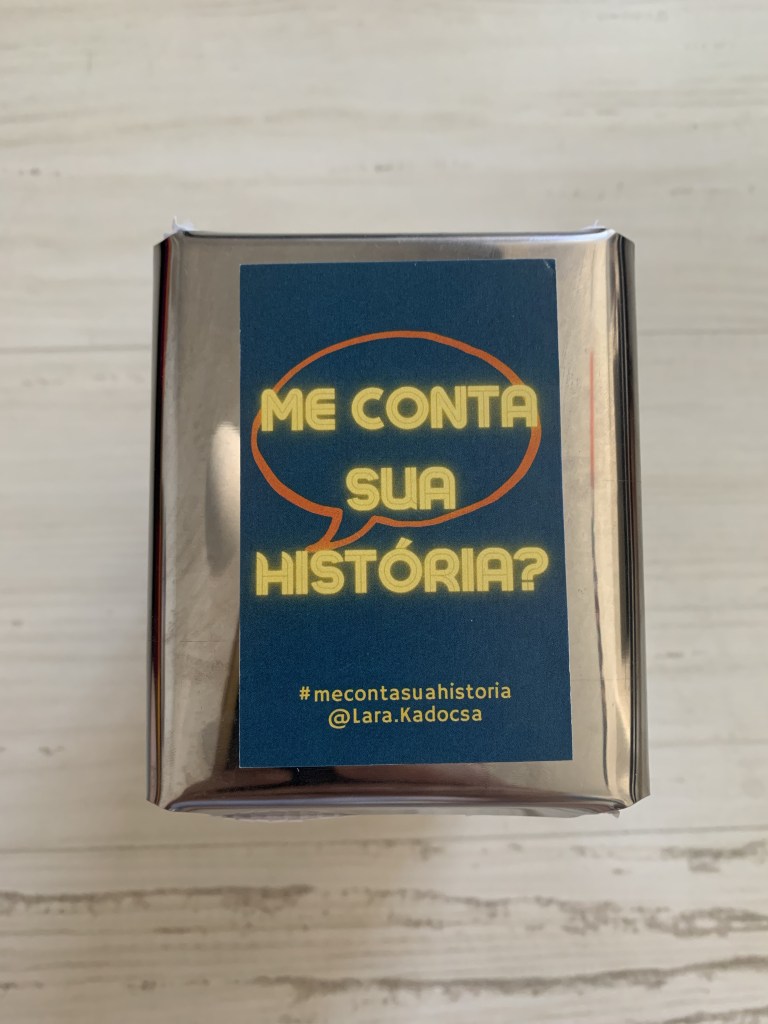 ME CONTA
SUA
HISTÓRIA?
#mecontasuahistoria
@Lara.Kadocsa